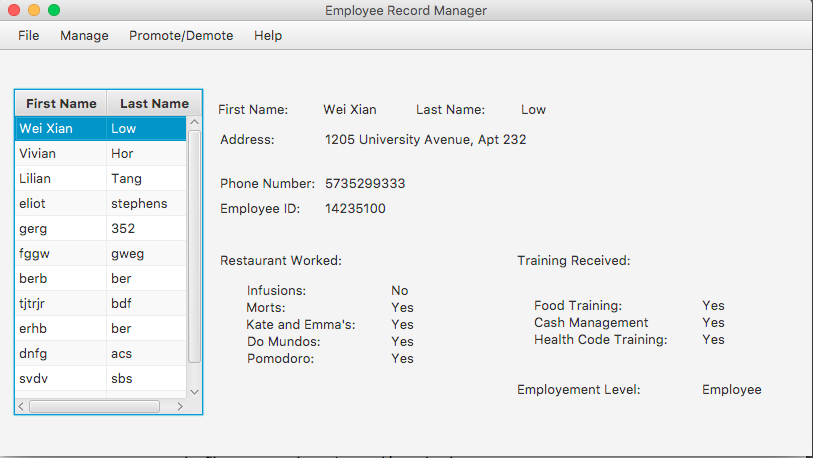 Employee Record Manager
File Manage Promote/Demote Help
First Name Last Name
Wei Xian Low
Vivian Hor
Lilian Tang
eliot stephens
gerg 352
fggw gweg
berb ber
tjtrjr bdf
erhb ber
dnfg acs
svdv sbs
First Name: Wei Xian Last Name: Low
Address: 1205 University Avenue, Apt 232
Phone Number: 5735299333
Employee ID: 14235100
Restaurant Worked:
Infusions: No
Morts: Yes
Kate and Emma's: Yes
Do Mundos: Yes
Pomodoro: Yes
Training Received:
Food Training: Yes
Cash Management Yes
Health Code Training: Yes
Employement Level: Employee